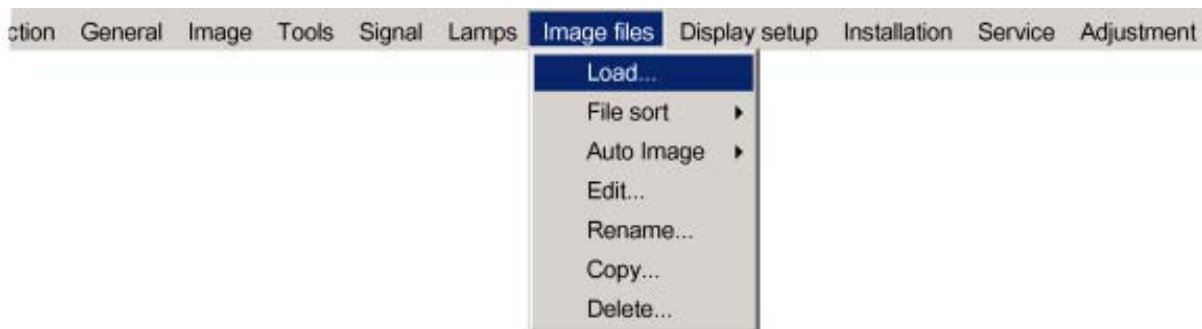 ction General Image Tools Signal Lamps Image files Display setup Installation Service Adjustment
Load...
File sort
Auto Image
Edit...
Rename...
Copy...
Delete...